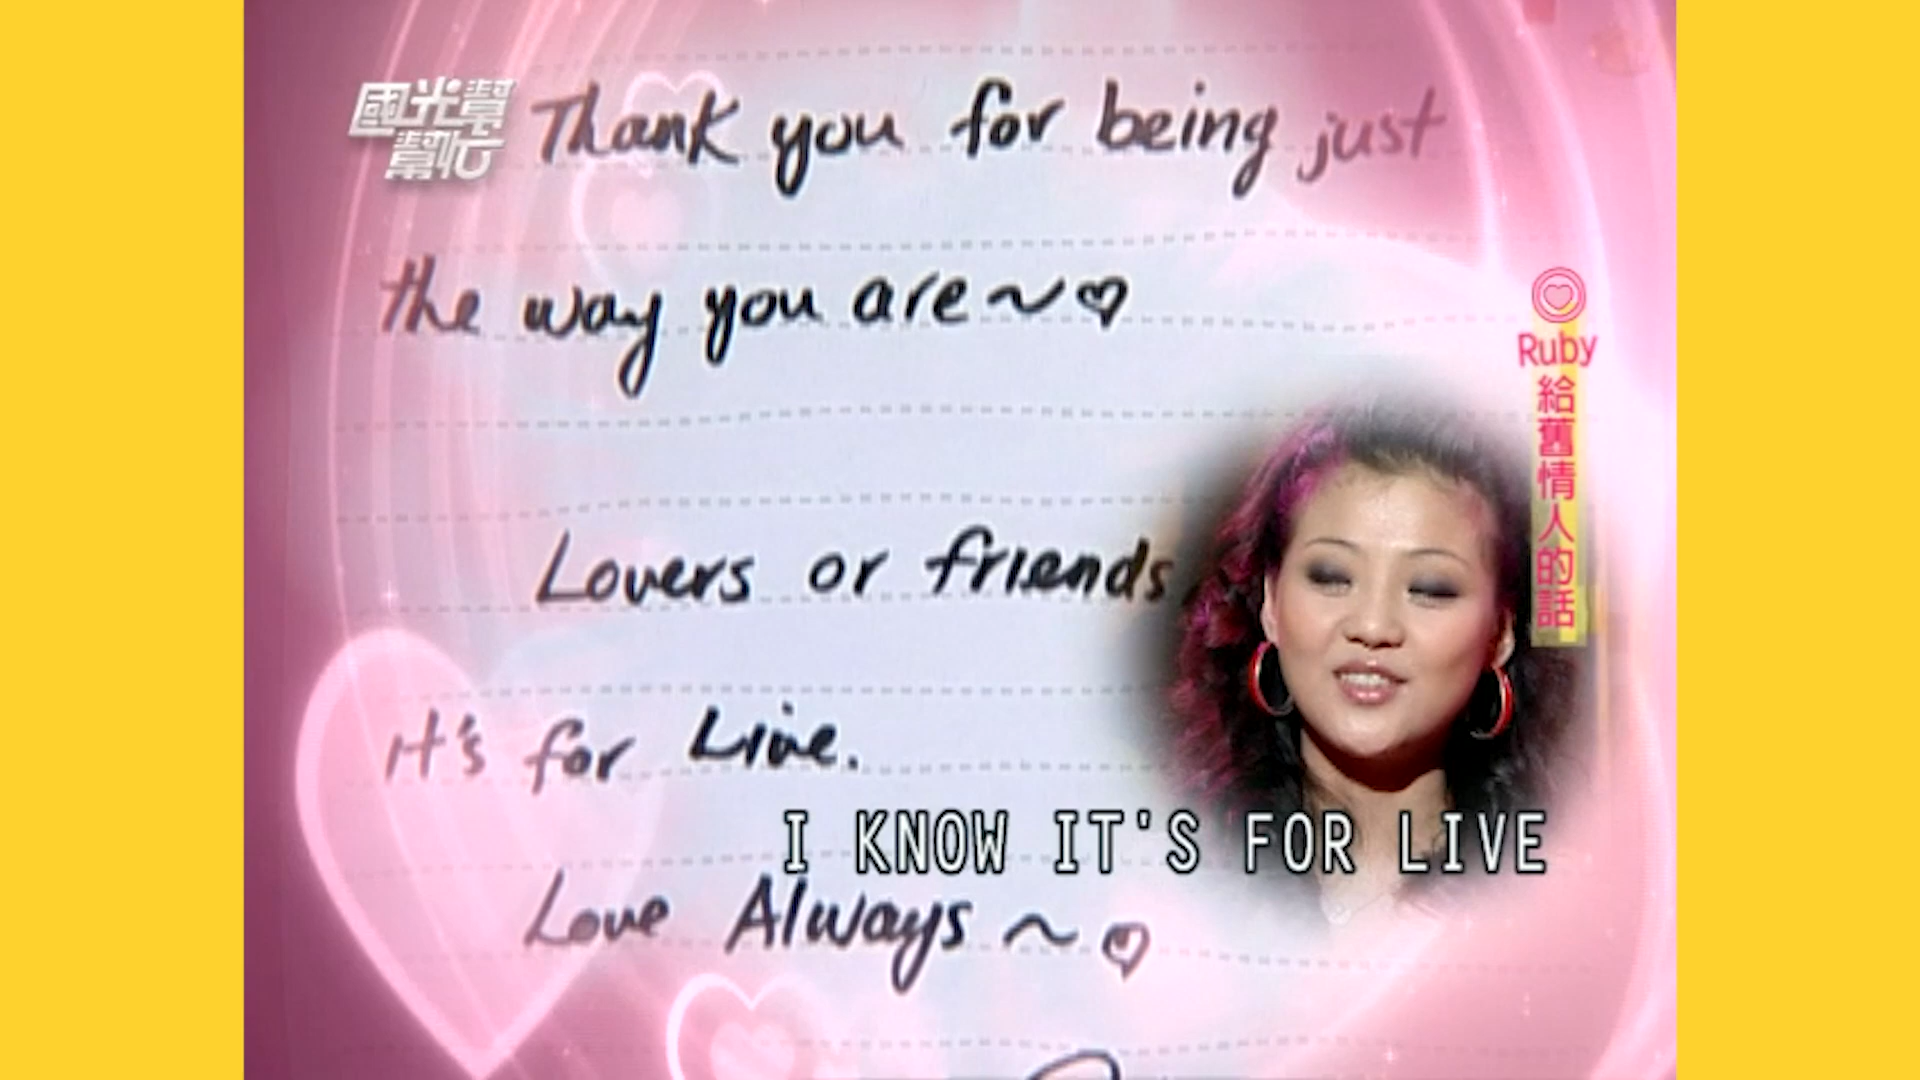 國光幫
幫忙
Thank you for being just
the way you are~♡
Lovers or friends
it's for Live.
Love Always ~ ♡
Ruby
給舊情人的話
I KNOW IT'S FOR LIVE